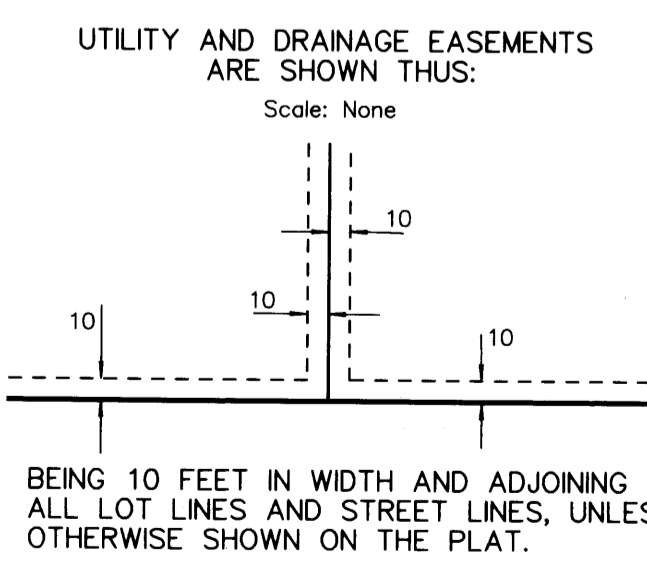 UTILITY AND DRAINAGE EASEMENTS
ARE SHOWN THUS:
Scale: None
10
10
10
10
BEING 10 FEET IN WIDTH AND ADJOINING
ALL LOT LINES AND STREET LINES, UNLES
OTHERWISE SHOWN ON THE PLAT.